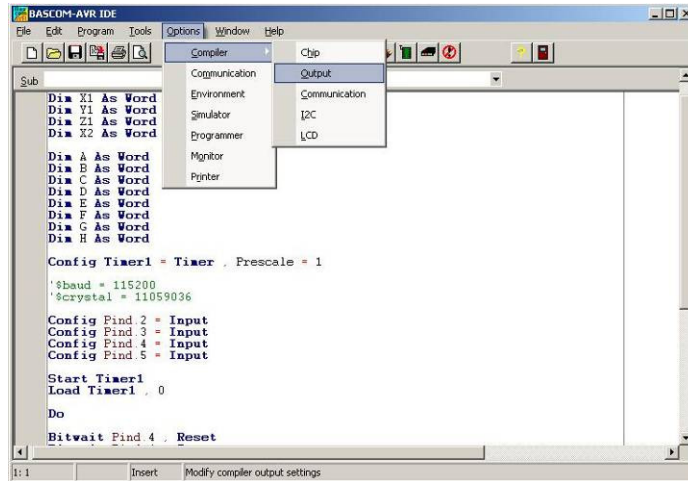 BASCOM-AVR IDE
File Edit Program Tools Options Window Help
Compiler
Communication
Environment
Simulator
Programmer
Monitor
Printer
Chip
Output
Communication
I2C
LCD
Sub
Dim X1 As Word
Dim Y1 As Word
Dim Z1 As Word
Dim X2 As Word
Dim A As Word
Dim B As Word
Dim C As Word
Dim D As Word
Dim E As Word
Dim F As Word
Dim G As Word
Dim H As Word
Config Timer1 = Timer , Prescale = 1
'$baud = 115200
'$crystal = 11059036
Config Pind.2 = Input
Config Pind.3 = Input
Config Pind.4 = Input
Config Pind.5 = Input
Start Timer1
Load Timer1 , 0
Do
Bitwait Pind.4 , Reset
1: 1 Insert Modify compiler output settings